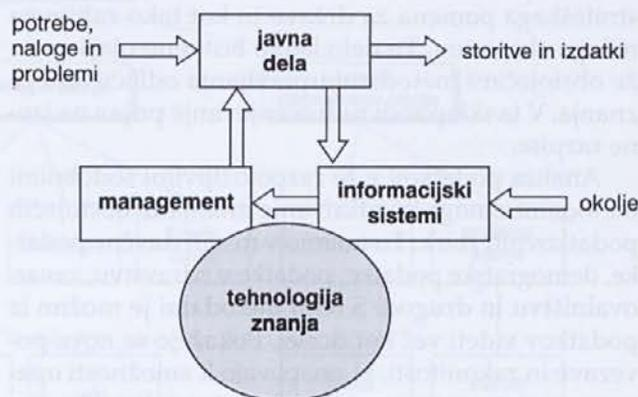 potrebe,
naloge in
problemi
javna
dela
storitve in izdatki
management
informacijski
sistemi
okolje
tehnologija
znanja